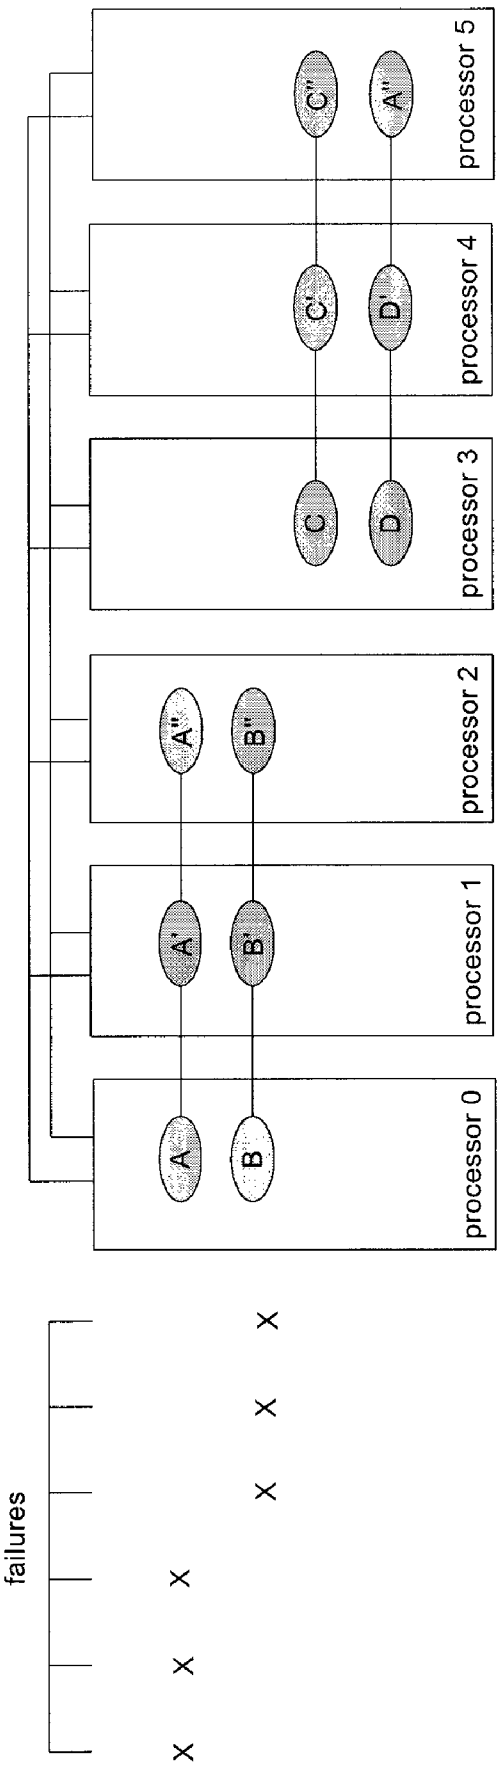 failures
X X X A A' A"
X X X B B' B"
C C' C"
D D' A"
processor 0 processor 1 processor 2 processor 3 processor 4 processor 5